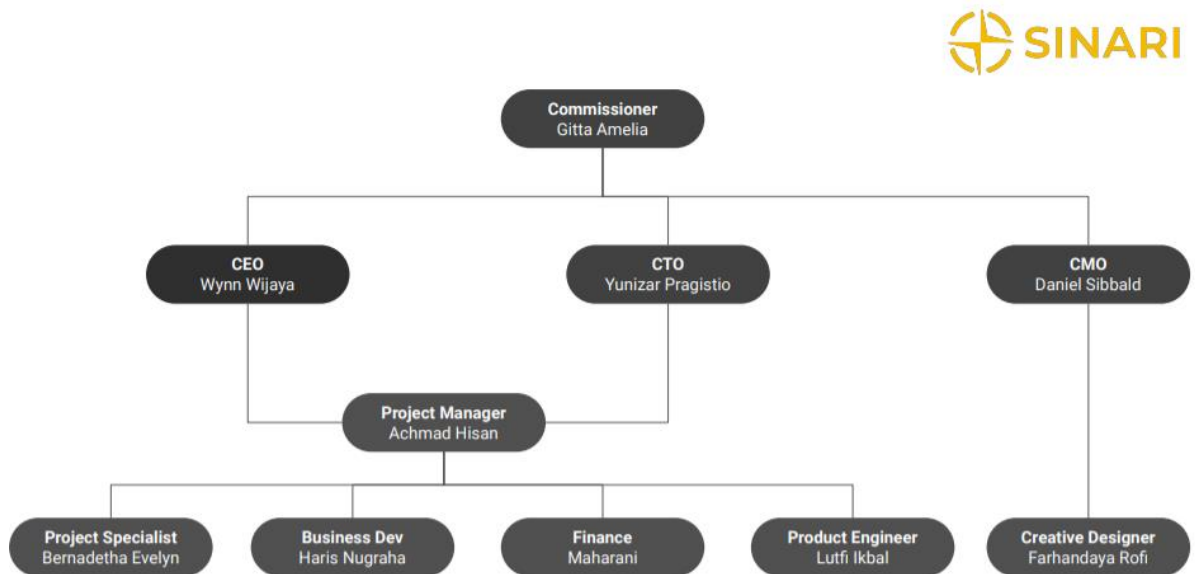 SINARI
Commissioner
Gitta Amelia
CEO
Wynn Wijaya
CTO
Yunizar Pragistio
CMO
Daniel Sibbald
Project Manager
Achmad Hisan
Project Specialist
Bernadetha Evelyn
Business Dev
Haris Nugraha
Finance
Maharani
Product Engineer
Lutfi Ikbal
Creative Designer
Farhandaya Rofi